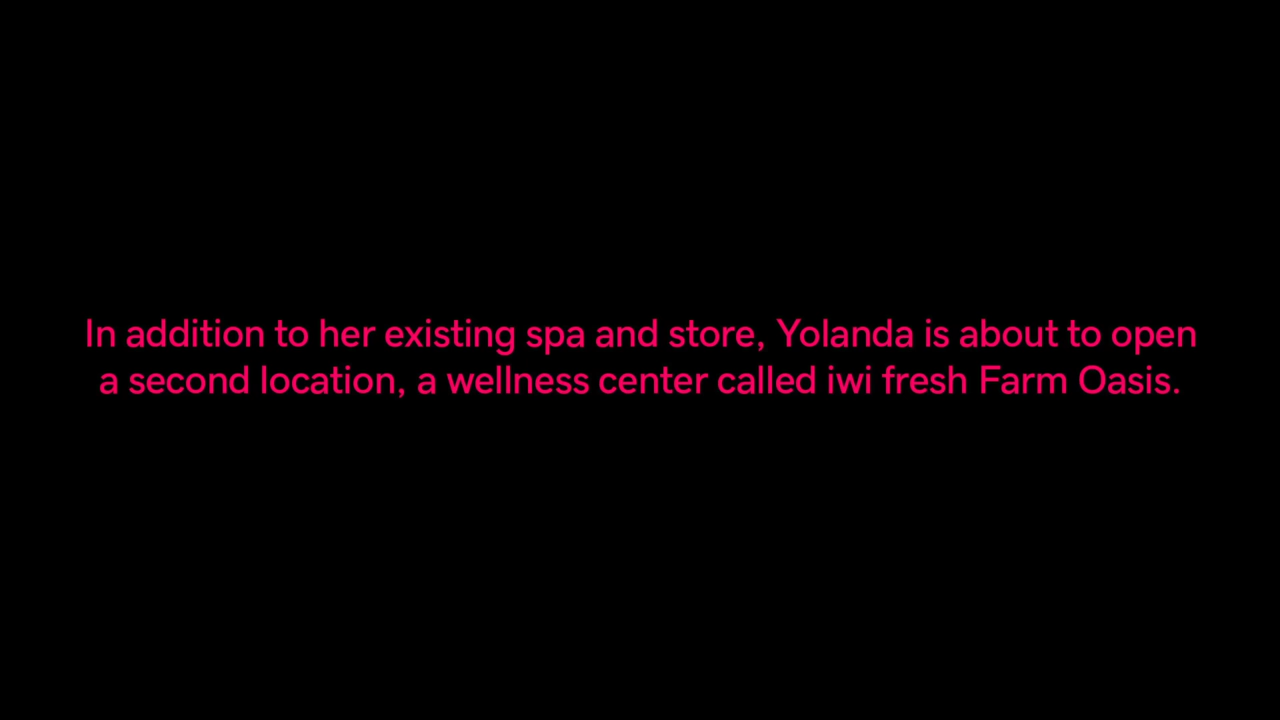 In addition to her existing spa and store, Yolanda is about to open
a second location, a wellness center called iwi fresh Farm Oasis.